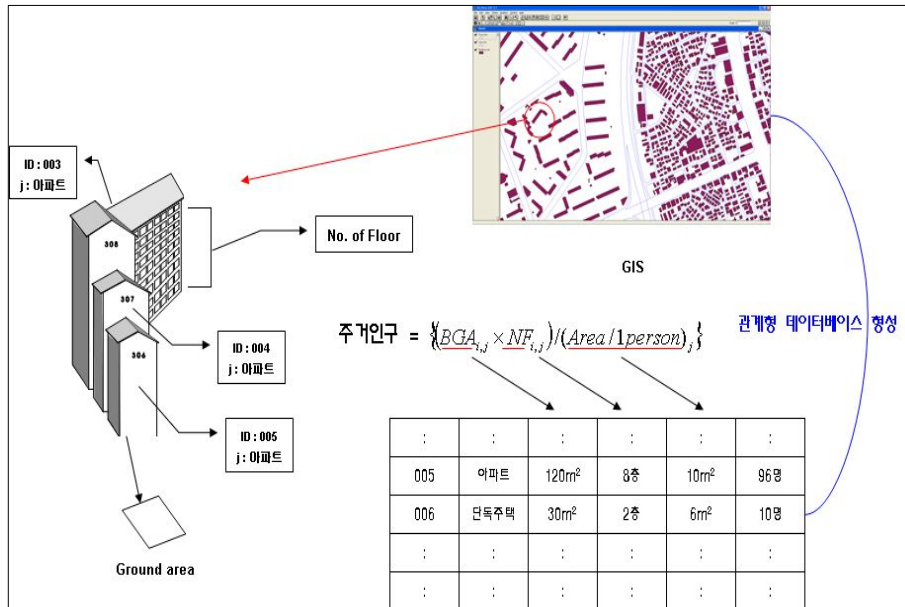 ID : 003
j : 아파트
308
307
306
No. of Floor
ID : 004
j : 아파트
ID : 005
j : 아파트
Ground area
GIS
관계형 데이터베이스 형성
주거인구 = {(BGA i,j × NF i,j)/(Area/1person) j}
: : : : : :
005 아파트 120m² 8층 10m² 96명
006 단독주택 30m² 2층 6m² 10명
: : : : : :
: : : : : :